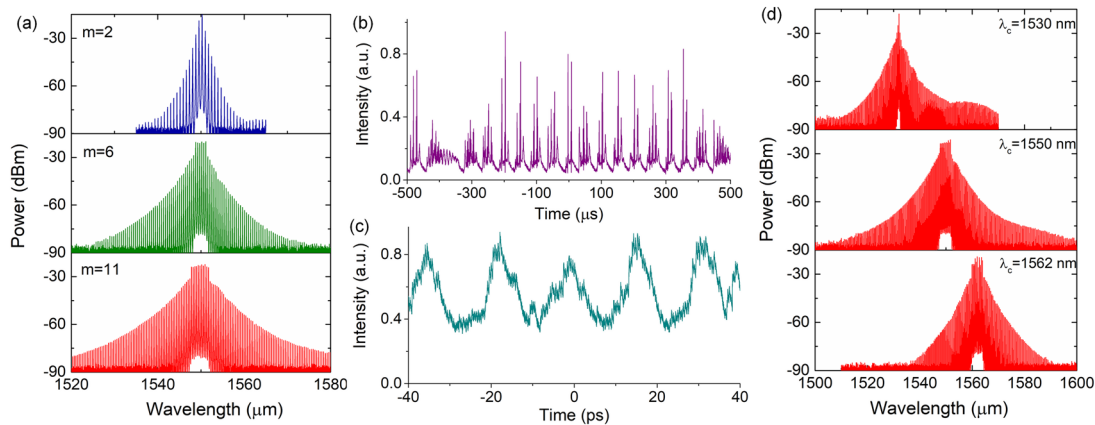 (a)
m=2
-30
-60
-90
m=6
-30
-60
-90
m=11
-30
-60
-90
1520 1540 1560 1580
Wavelength (μm)
Power (dBm)
(b)
Intensity (a.u.)
0.8
0.4
0.0
-500 -300 -100 100 300 500
Time (μs)
(c)
Intensity (a.u.)
0.8
0.4
0.0
-40 -20 0 20 40
Time (ps)
(d)
λc=1530 nm
-30
-60
-90
λc=1550 nm
-30
-60
-90
λc=1562 nm
-30
-60
-90
1500 1520 1540 1560 1580 1600
Wavelength (μm)
Power (dBm)